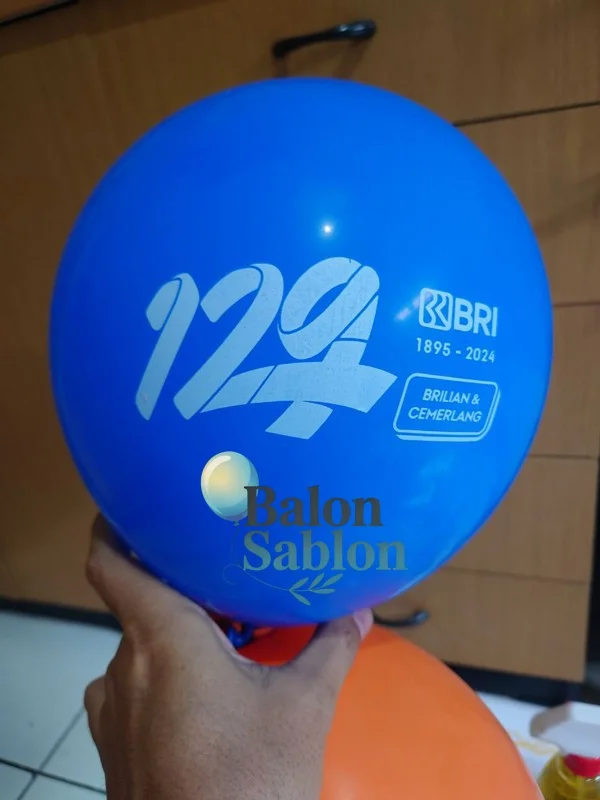 129
BRI
1895 - 2024
BRILIAN &
CEMERLANG
Balon
Sablon